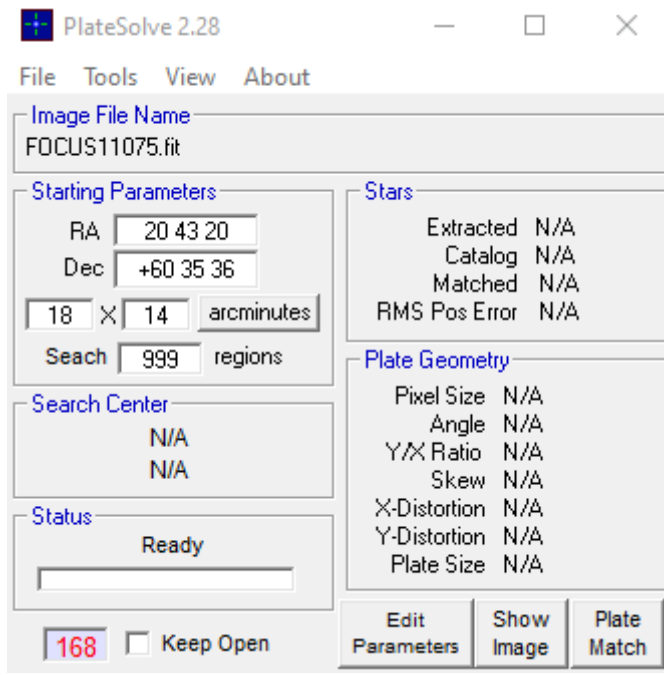 PlateSolve 2.28
File Tools View About
Image File Name
FOCUS11075.fit
Starting Parameters
RA 20 43 20
Dec +60 35 36
18 X 14 arcminutes
Seach 999 regions
Search Center
N/A
N/A
Status
Ready
168 Keep Open
Stars
Extracted N/A
Catalog N/A
Matched N/A
RMS Pos Error N/A
Plate Geometry
Pixel Size N/A
Angle N/A
Y/X Ratio N/A
Skew N/A
X-Distortion N/A
Y-Distortion N/A
Plate Size N/A
Edit Parameters
Show Image
Plate Match